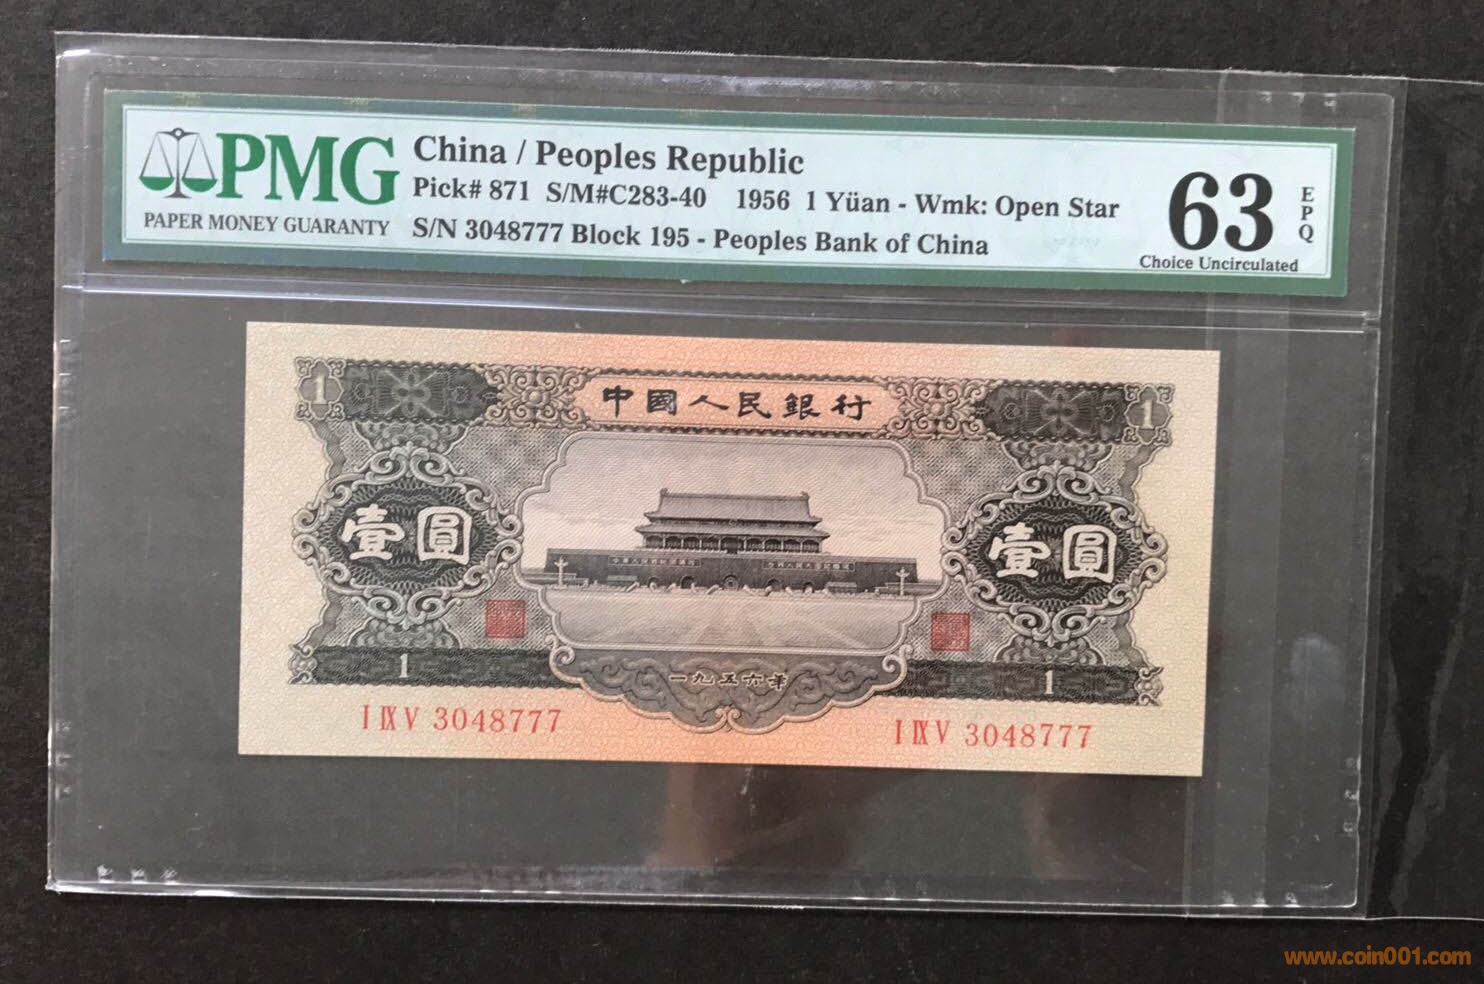 PMG
PAPER MONEY GUARANTY
China / Peoples Republic
Pick# 871 S/M#C283-40 1956 1 Yüan - Wmk: Open Star
S/N 3048777 Block 195 - Peoples Bank of China
63
EPQ
Choice Uncirculated
1
中國人民銀行
1
壹圓
壹圓
1
一九五六年
1
I IX V 3048777
I IX V 3048777
www.coin001.com